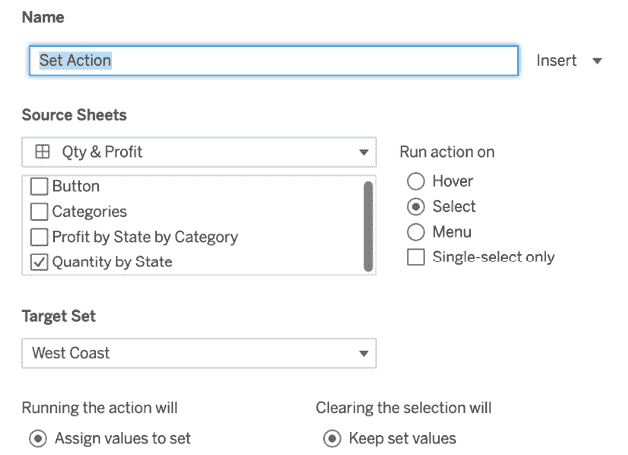 Name
Set Action Insert
Source Sheets
Qty & Profit
Run action on
Button
Categories
Profit by State by Category
Quantity by State
Hover
Select
Menu
Single-select only
Target Set
West Coast
Running the action will
Assign values to set
Clearing the selection will
Keep set values